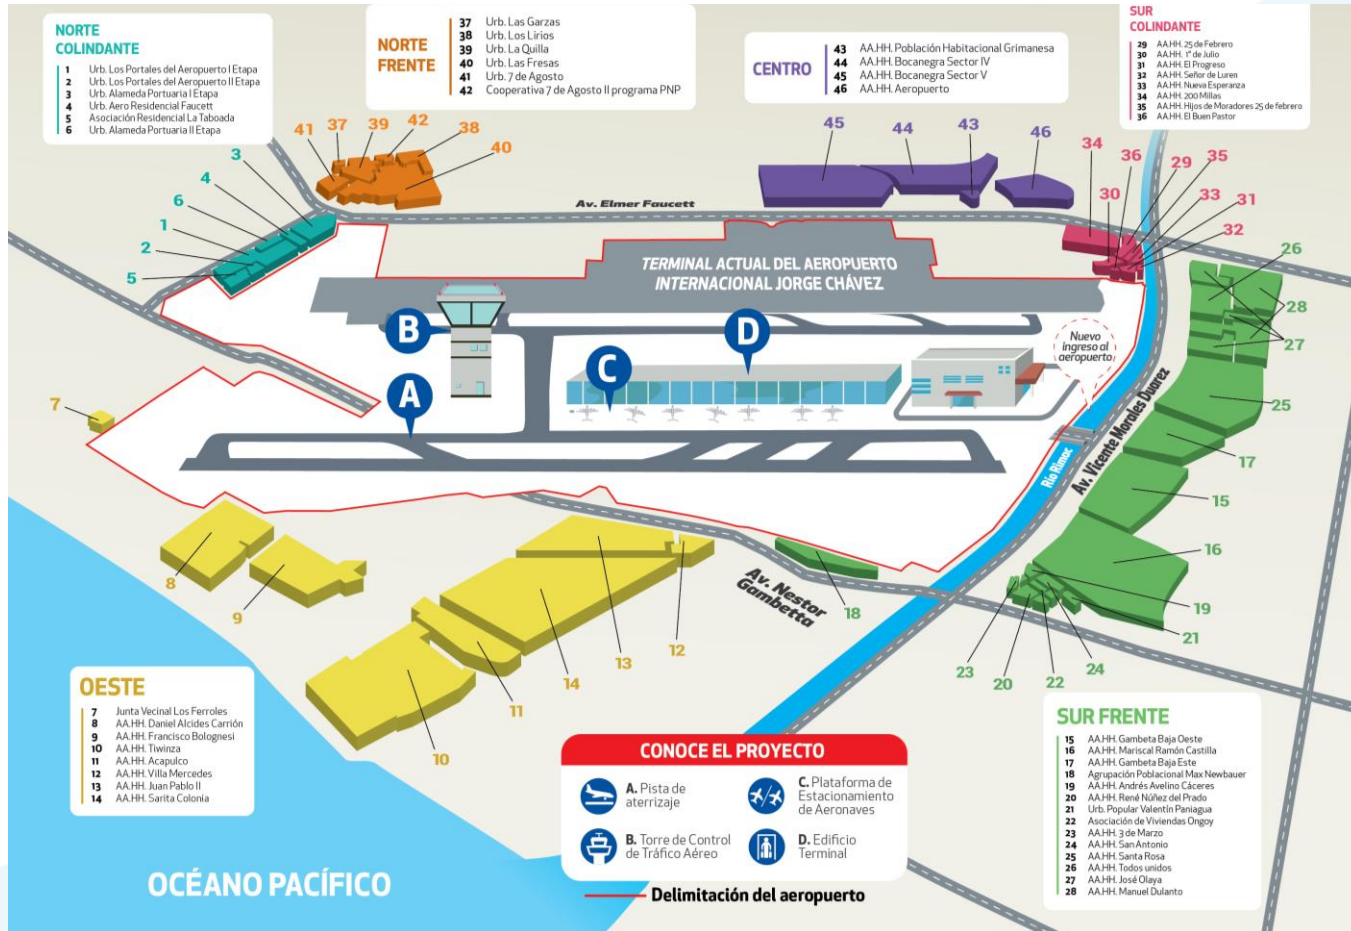 NORTE
COLINDANTE
1 Urb. Los Portales del Aeropuerto I Etapa
2 Urb. Los Portales del Aeropuerto II Etapa
3 Urb. Alameda Portuaria I Etapa
4 Urb. Aero Residencial Faucett
5 Asociación Residencial La Taboada
6 Urb. Alameda Portuaria II Etapa
NORTE
FRENTE
37 Urb. Las Garzas
38 Urb. Los Lirios
39 Urb. La Quilla
40 Urb. Las Fresas
41 Urb. 7 de Agosto
42 Cooperativa 7 de Agosto II programa PNP
CENTRO
43 AA.HH. Población Habitacional Grimanesa
44 AA.HH. Bocanegra Sector IV
45 AA.HH. Bocanegra Sector V
46 AA.HH. Aeropuerto
SUR
COLINDANTE
29 AA.HH. 25 de Febrero
30 AA.HH. 1° de Julio
31 AA.HH. El Progreso
32 AA.HH. Señor de Luren
33 AA.HH. Nueva Esperanza
34 AA.HH. 200 Millas
35 AA.HH. Hijos de Moradores 25 de febrero
36 AA.HH. El Buen Pastor
41 37 39 42 38
40
45 44 43 46
34 36 29 35
30 33 31
32
26
28
27
3
4
6
1
2
5
Av. Elmer Faucett
TERMINAL ACTUAL DEL AEROPUERTO
INTERNACIONAL JORGE CHÁVEZ
B
D
C
A
Nuevo
ingreso al
aeropuerto
7
25
17
15
16
Av. Vicente Morales Duarez
Río Rímac
8
9
10
11
14
13
12
18
Av. Nestor
Gambetta
19
21
23
20
22
24
OESTE
7 Junta Vecinal Los Ferroles
8 AA.HH. Daniel Alcides Carrión
9 AA.HH. Francisco Bolognesi
10 AA.HH. Tiwinza
11 AA.HH. Acapulco
12 AA.HH. Villa Mercedes
13 AA.HH. Juan Pablo II
14 AA.HH. Sarita Colonia
CONOCE EL PROYECTO
A. Pista de
aterrizaje
B. Torre de Control
de Tráfico Aéreo
C. Plataforma de
Estacionamiento
de Aeronaves
D. Edificio
Terminal
Delimitación del aeropuerto
SUR FRENTE
15 AA.HH. Gambeta Baja Oeste
16 AA.HH. Mariscal Ramón Castilla
17 AA.HH. Gambeta Baja Este
18 Agrupación Poblacional Max Newbauer
19 AA.HH. Andrés Avelino Cáceres
20 AA.HH. René Núñez del Prado
21 Urb. Popular Valentín Paniagua
22 Asociación de Viviendas Ongoy
23 AA.HH. 3 de Marzo
24 AA.HH. San Antonio
25 AA.HH. Santa Rosa
26 AA.HH. Todos unidos
27 AA.HH. José Olaya
28 AA.HH. Manuel Dulanto
OCÉANO PACÍFICO